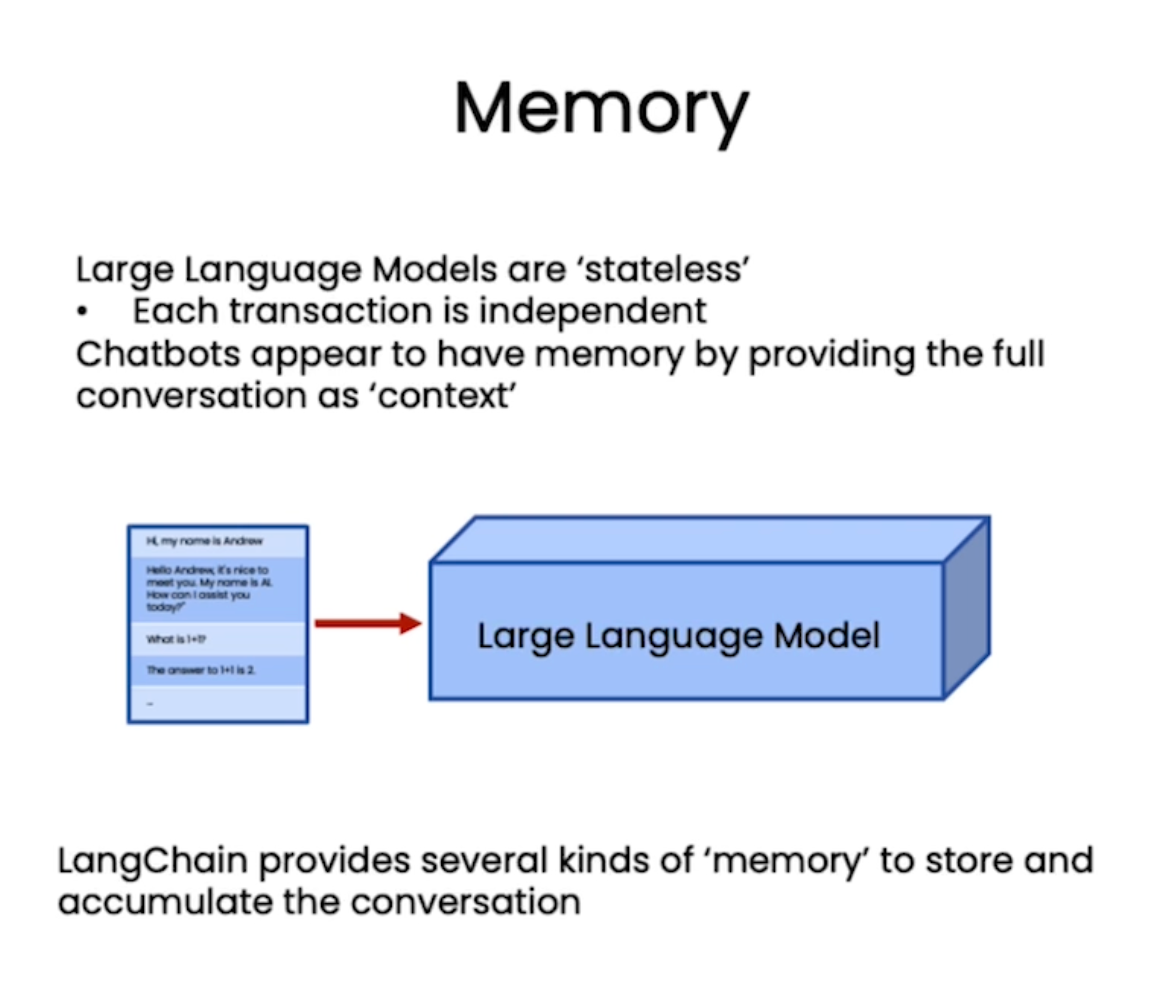 Memory
Large Language Models are ‘stateless’
• Each transaction is independent
Chatbots appear to have memory by providing the full
conversation as ‘context’
Hi, my name is Andrew
Hello Andrew, it's nice to
meet you. My name is AI.
How can I assist you
today?"
What is 1+1?
The answer to 1+1 is 2.
...
Large Language Model
LangChain provides several kinds of ‘memory’ to store and
accumulate the conversation